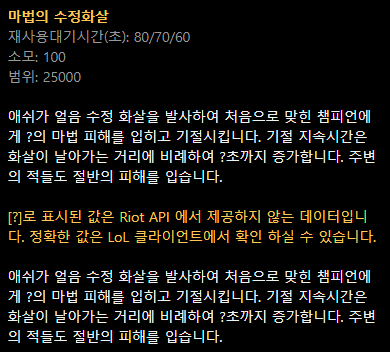 마법의 수정화살
재사용대기시간(초): 80/70/60
소모: 100
범위: 25000
애쉬가 얼음 수정 화살을 발사하여 처음으로 맞힌 챔피언에
게 ?의 마법 피해를 입히고 기절시킵니다. 기절 지속시간은
화살이 날아가는 거리에 비례하여 ?초까지 증가합니다. 주변
의 적들도 절반의 피해를 입습니다.
[?]로 표시된 값은 Riot API 에서 제공하지 않는 데이터입니
다. 정확한 값은 LoL 클라이언트에서 확인 하실 수 있습니다.
애쉬가 얼음 수정 화살을 발사하여 처음으로 맞힌 챔피언에
게 ?의 마법 피해를 입히고 기절시킵니다. 기절 지속시간은
화살이 날아가는 거리에 비례하여 ?초까지 증가합니다. 주변
의 적들도 절반의 피해를 입습니다.